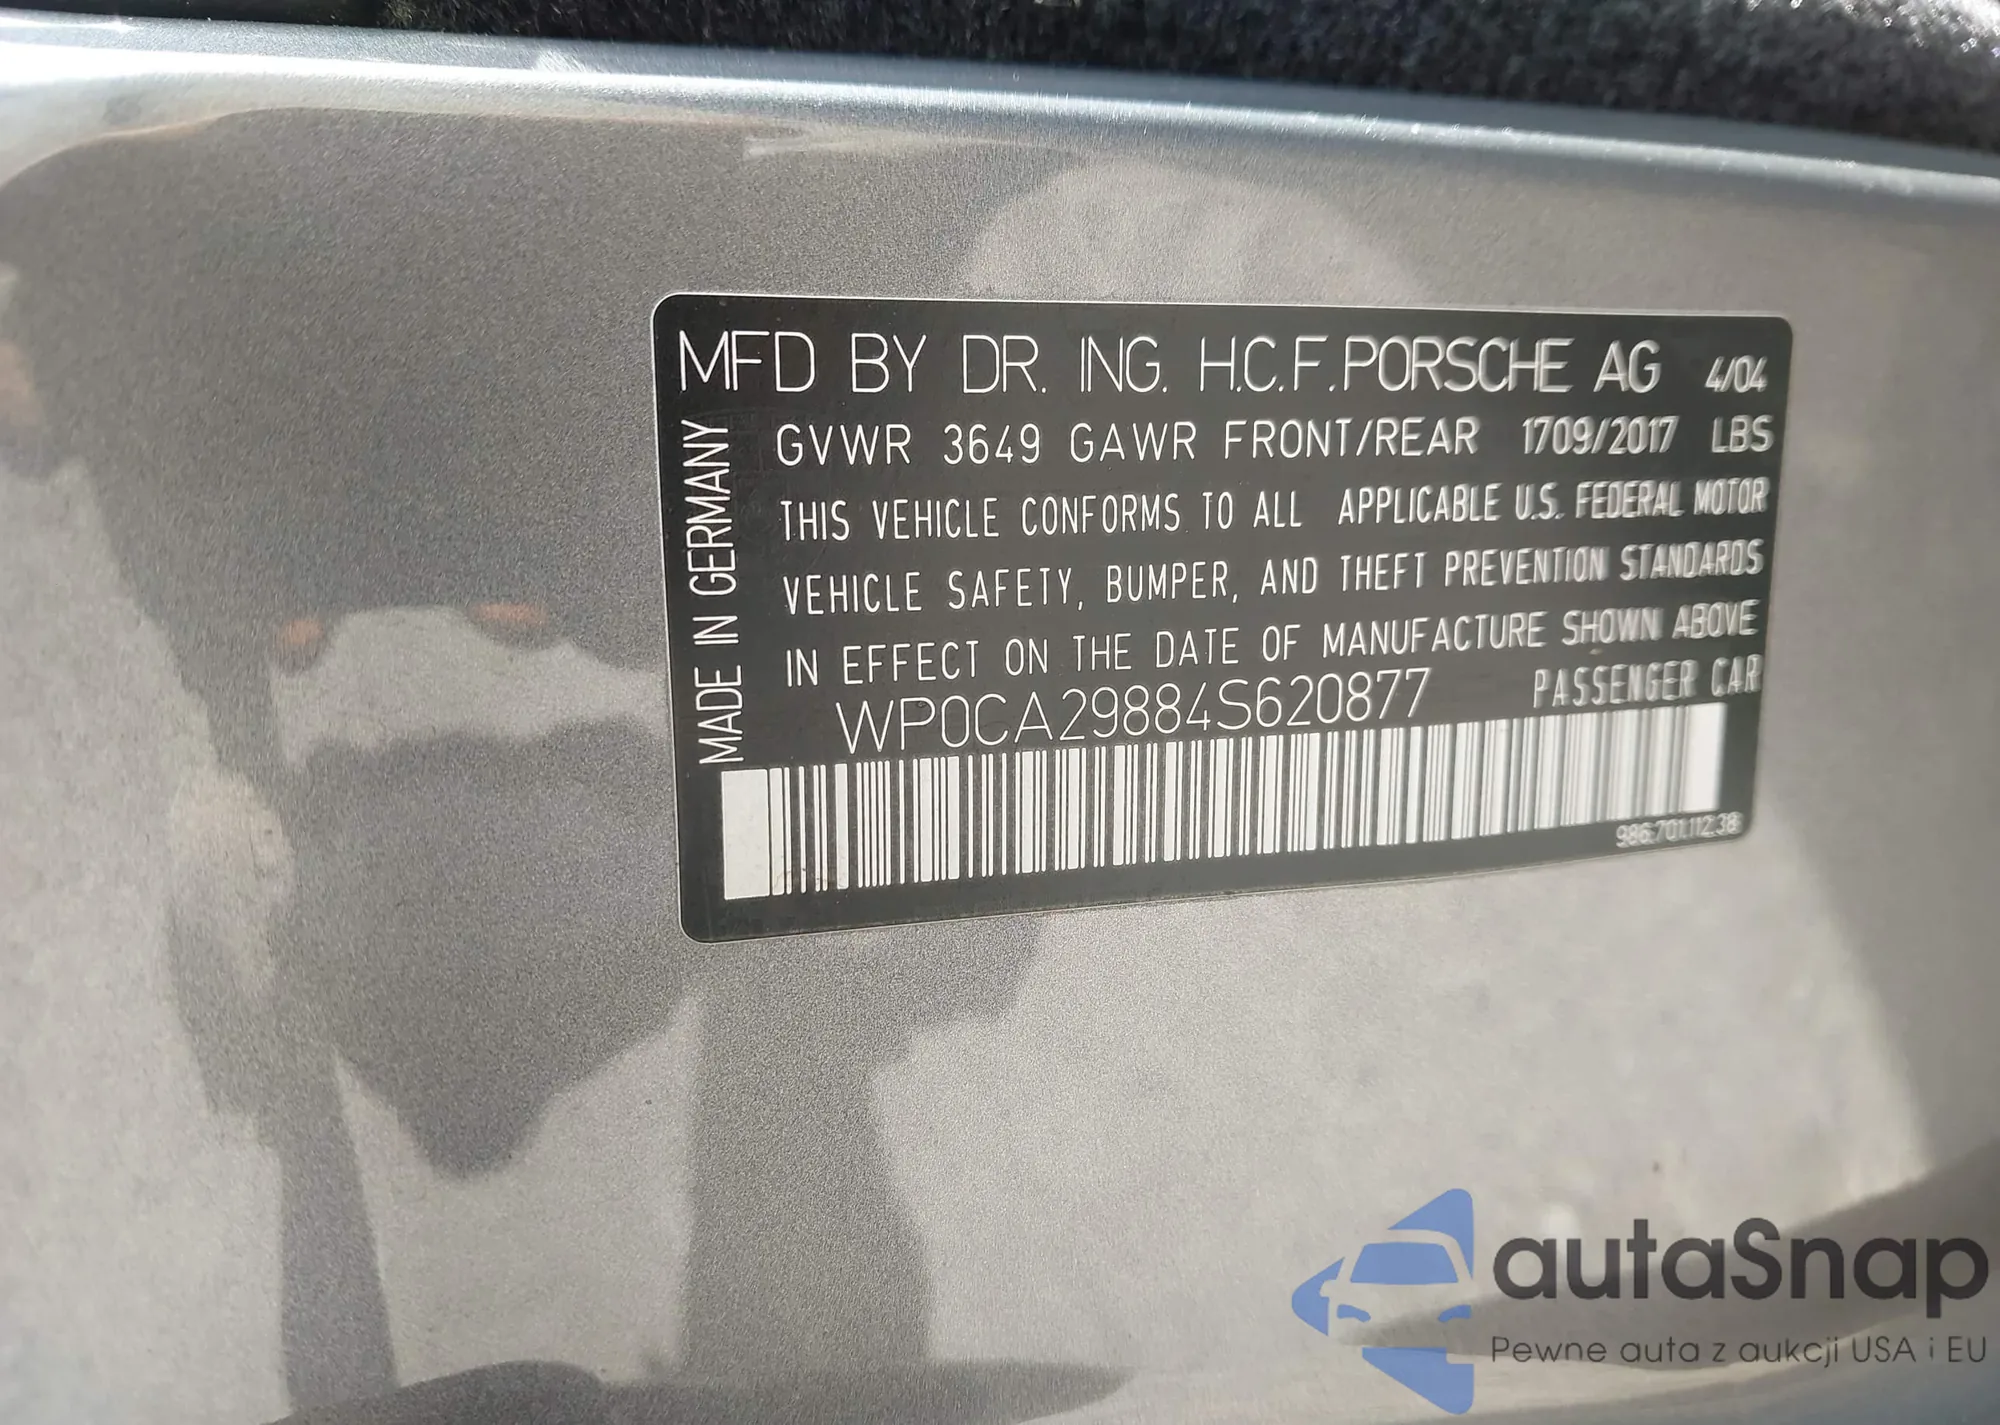 MFD BY DR. ING. H.C.F. PORSCHE AG 4/04
GVWR 3649 GAWR FRONT/REAR 1709/2017 LBS
THIS VEHICLE CONFORMS TO ALL APPLICABLE U.S. FEDERAL MOTOR
VEHICLE SAFETY, BUMPER, AND THEFT PREVENTION STANDARDS
IN EFFECT ON THE DATE OF MANUFACTURE SHOWN ABOVE
WP0CA29884S620877 PASSENGER CAR
986.701.112.38
MADE IN GERMANY
autaSnap
Pewne auta z aukcji USA i EU